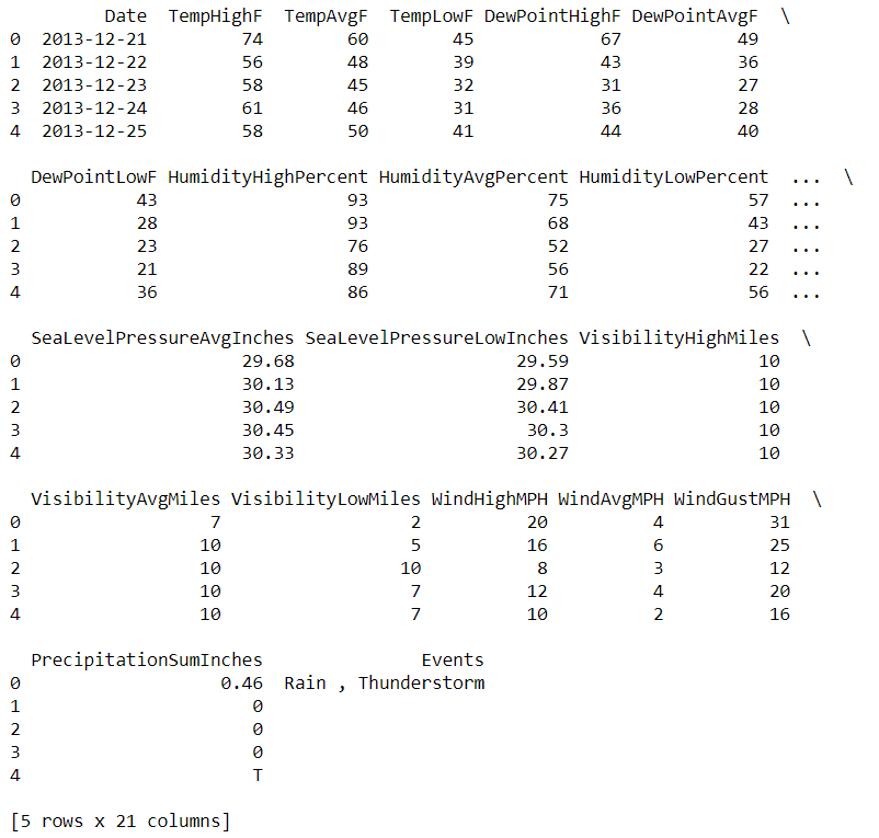 Date TempHighF TempAvgF TempLowF DewPointHighF DewPointAvgF \
0 2013-12-21 74 60 45 67 49
1 2013-12-22 56 48 39 43 36
2 2013-12-23 58 45 32 31 27
3 2013-12-24 61 46 31 36 28
4 2013-12-25 58 50 41 44 40
DewPointLowF HumidityHighPercent HumidityAvgPercent HumidityLowPercent ... \
0 43 93 75 57 ...
1 28 93 68 43 ...
2 23 76 52 27 ...
3 21 89 56 22 ...
4 36 86 71 56 ...
SeaLevelPressureAvgInches SeaLevelPressureLowInches VisibilityHighMiles \
0 29.68 29.59 10
1 30.13 29.87 10
2 30.49 30.41 10
3 30.45 30.3 10
4 30.33 30.27 10
VisibilityAvgMiles VisibilityLowMiles WindHighMPH WindAvgMPH WindGustMPH \
0 7 2 20 4 31
1 10 5 16 6 25
2 10 10 8 3 12
3 10 7 12 4 20
4 10 7 10 2 16
PrecipitationSumInches Events
0 0.46 Rain , Thunderstorm
1 0
2 0
3 0
4 T
[5 rows x 21 columns]